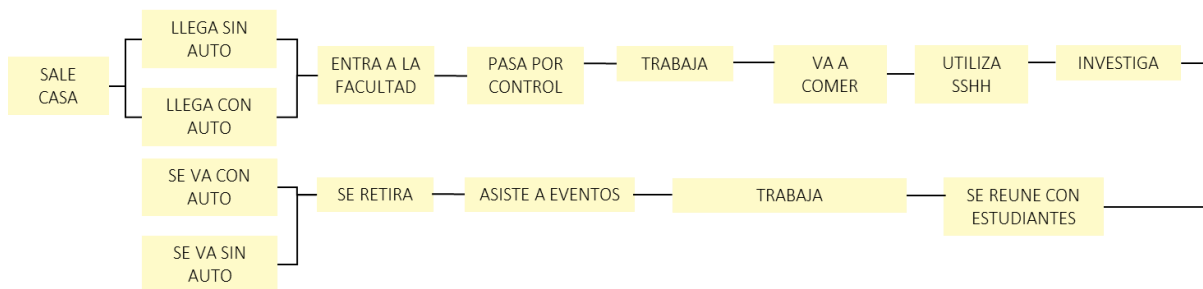 SALE
CASA
LLEGA SIN
AUTO
LLEGA CON
AUTO
ENTRA A LA
FACULTAD
PASA POR
CONTROL
TRABAJA
VA A
COMER
UTILIZA
SSHH
INVESTIGA
SE VA CON
AUTO
SE VA SIN
AUTO
SE RETIRA
ASISTE A EVENTOS
TRABAJA
SE REUNE CON
ESTUDIANTES